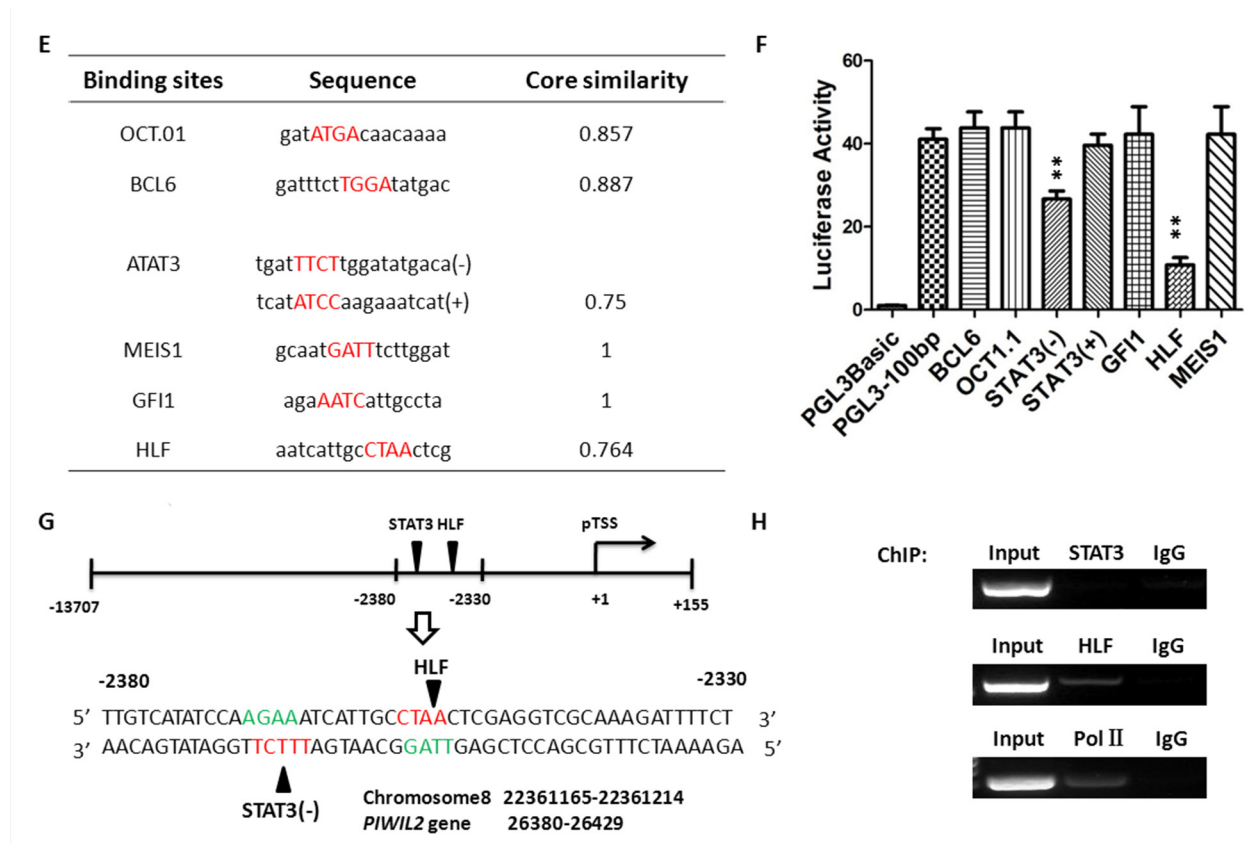 E
Binding sites Sequence Core similarity
OCT.01 gatATGAcaacaaaa 0.857
BCL6 gatttctTGGAtatgac 0.887
ATAT3 tgatTTCTtggatatgaca(-)
tcatATCCaagaaatcat(+) 0.75
MEIS1 gcaatGATTtcttggat 1
GFI1 agaAATCattgccta 1
HLF aatcattgcCTAActcg 0.764
F
Luciferase Activity
60
40
20
0
**
**
PGL3Basic
PGL3-100bp
BCL6
OCT1.1
STAT3(-)
STAT3(+)
GFI1
HLF
MEIS1
G
STAT3 HLF pTSS
-13707 -2380 -2330 +1 +155
HLF
-2380 -2330
5′ TTGTCATATCCAAGAAATCATTGCCTAACTCGAGGTCGCAAAGATTTTCT 3′
3′ AACAGTATAGGTTCTTTAGTAACGGATTGAGCTCCAGCGTTTCTAAAAGA 5′
STAT3(-)
Chromosome8 22361165-22361214
PIWIL2 gene 26380-26429
H
ChIP: Input STAT3 IgG
Input HLF IgG
Input Pol II IgG